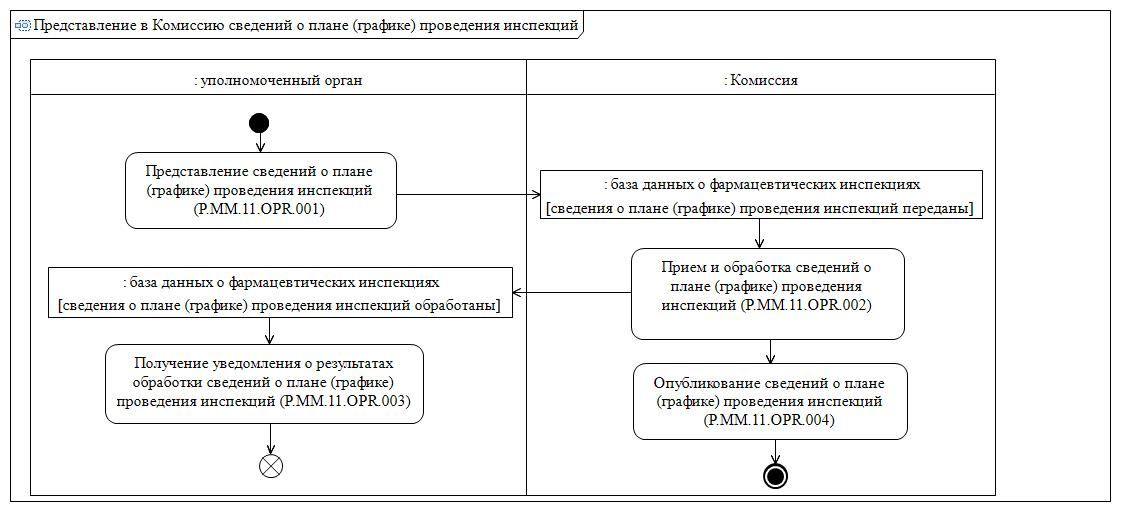 Представление в Комиссию сведений о плане (графике) проведения инспекций
: уполномоченный орган
: Комиссия
Представление сведений о плане
(графике) проведения инспекций
(P.MM.11.OPR.001)
: база данных о фармацевтических инспекциях
[сведения о плане (графике) проведения инспекций переданы]
Прием и обработка сведений о
плане (графике) проведения
инспекций (P.MM.11.OPR.002)
: база данных о фармацевтических инспекциях
[сведения о плане (графике) проведения инспекций обработаны]
Получение уведомления о результатах
обработки сведений о плане (графике)
проведения инспекций (P.MM.11.OPR.003)
Опубликование сведений о плане
(графике) проведения инспекций
(P.MM.11.OPR.004)